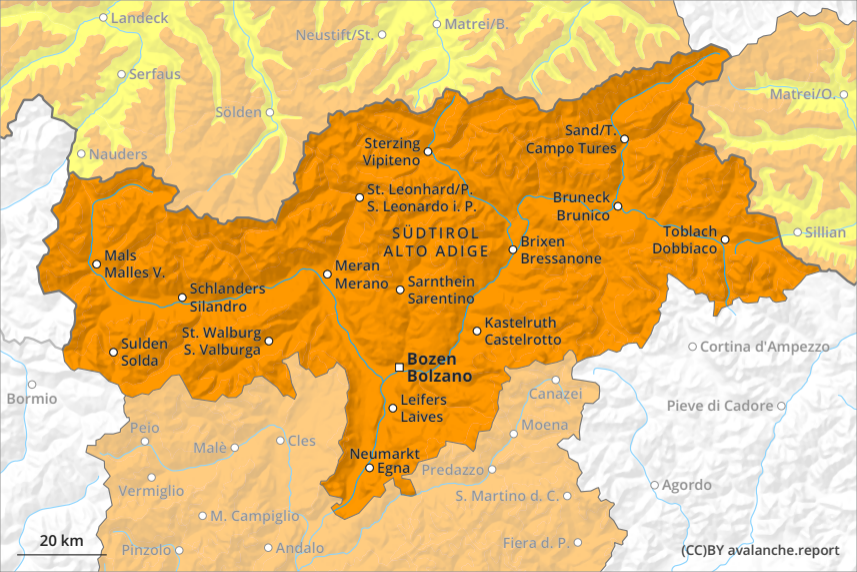 Landeck
Matrei/B.
Neustift/St.
Serfaus
Matrei/O.
Sölden
Sand/T.
Campo Tures
Sterzing
Vipiteno
Nauders
St. Leonhard/P.
S. Leonardo i. P.
Bruneck
Brunico
SÜDTIROL
ALTO ADIGE
Toblach
Dobbiaco
Sillian
Brixen
Bressanone
Mals
Malles V.
Meran
Merano
Sarnthein
Sarentino
Schlanders
Silandro
Kastelruth
Castelrotto
St. Walburg
S. Valburga
Sulden
Solda
Cortina d'Ampezzo
Bozen
Bolzano
Bormio
Canazei
Leifers
Laives
Pieve di Cadore
Peio
Moena
Cles
Malè
Neumarkt
Egna
Predazzo
Vermiglio
Agordo
S. Martino d. C.
M. Campiglio
20 km
Pinzolo
Andalo
Fiera d. P.
(CC)BY avalanche.report